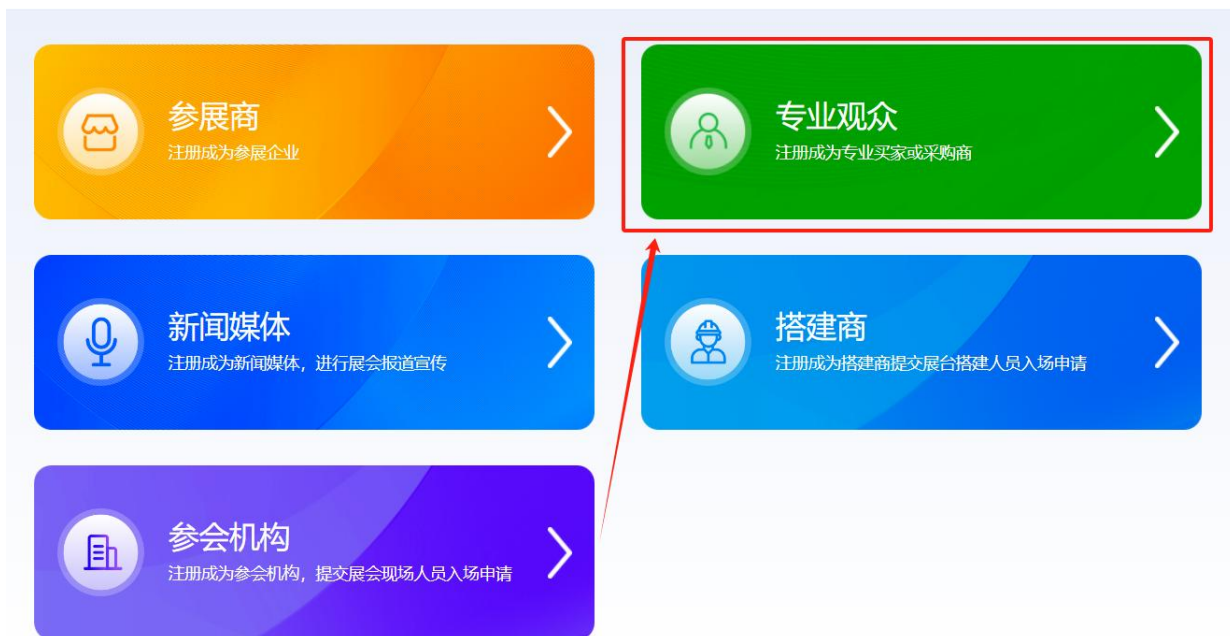 参展商
注册成为参展企业
专业观众
注册成为专业买家或采购商
新闻媒体
注册成为新闻媒体，进行展会报道宣传
搭建商
注册成为搭建商提交展台搭建人员入场申请
参会机构
注册成为参会机构，提交展会现场人员入场申请